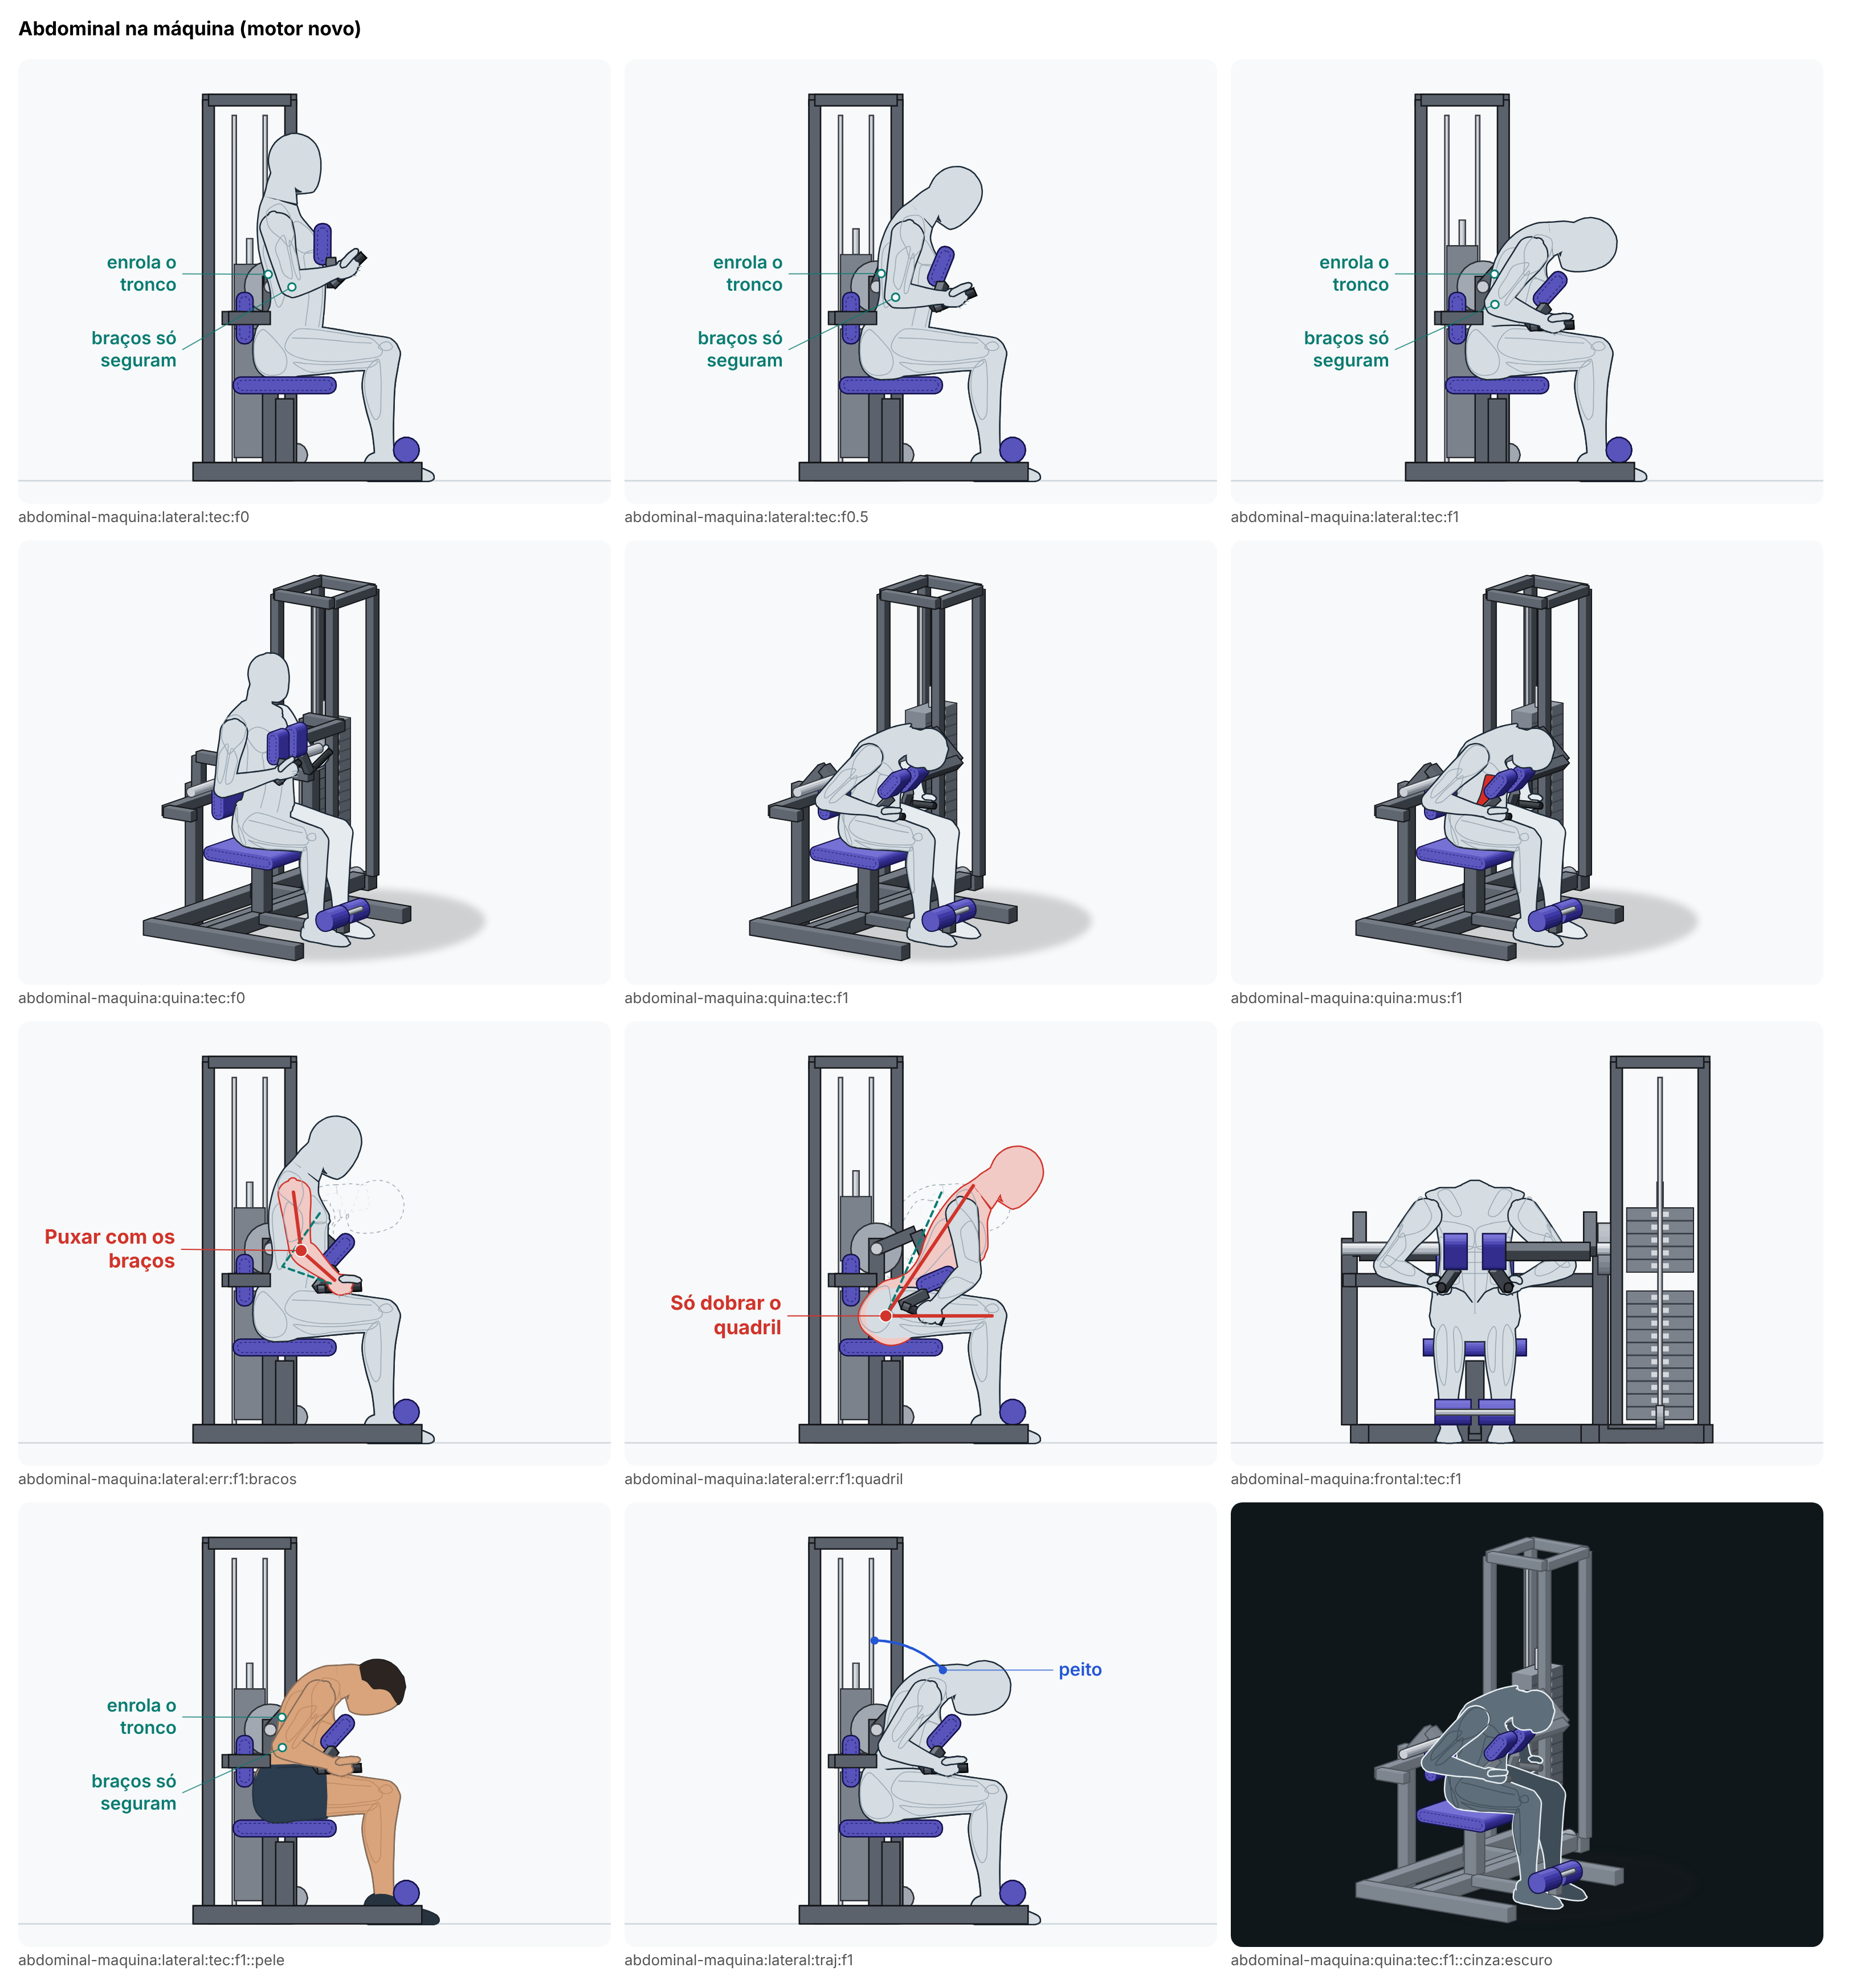 Abdominal na máquina (motor novo)
enrola o
tronco
braços só
seguram
abdominal-maquina:lateral:tec:f0
enrola o
tronco
braços só
seguram
abdominal-maquina:lateral:tec:f0.5
enrola o
tronco
braços só
seguram
abdominal-maquina:lateral:tec:f1
abdominal-maquina:quina:tec:f0
abdominal-maquina:quina:tec:f1
abdominal-maquina:quina:mus:f1
Puxar com os
braços
abdominal-maquina:lateral:err:f1:bracos
Só dobrar o
quadril
abdominal-maquina:lateral:err:f1:quadril
abdominal-maquina:frontal:tec:f1
enrola o
tronco
braços só
seguram
abdominal-maquina:lateral:tec:f1::pele
peito
abdominal-maquina:lateral:traj:f1
abdominal-maquina:quina:tec:f1::cinza:escuro